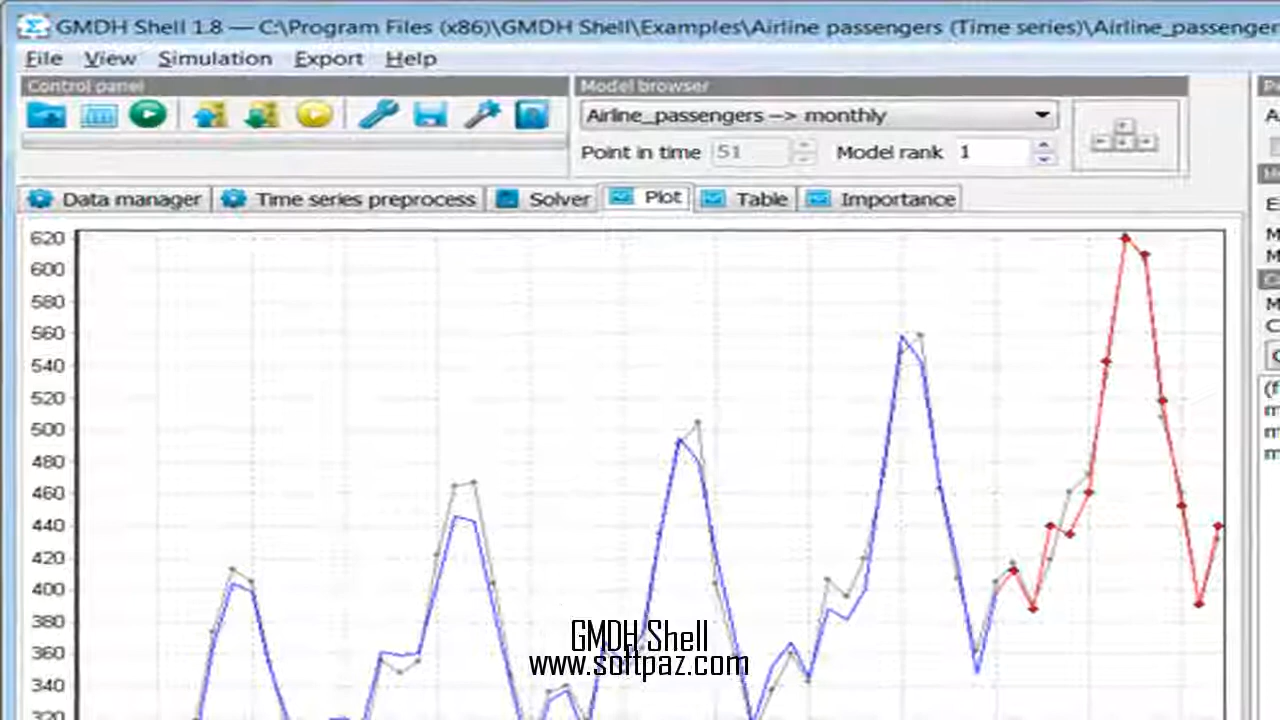 GMDH Shell 1.8 — C:\Program Files (x86)\GMDH Shell\Examples\Airline passengers (Time series)\Airline_passenger
File View Simulation Export Help
Control panel
Model browser
Airline_passengers --> monthly
Point in time 51
Model rank 1
Data manager Time series preprocess Solver Plot Table Importance
620
600
580
560
540
520
500
480
460
440
420
400
380
360
340
320
GMDH Shell
www.softpaz.com